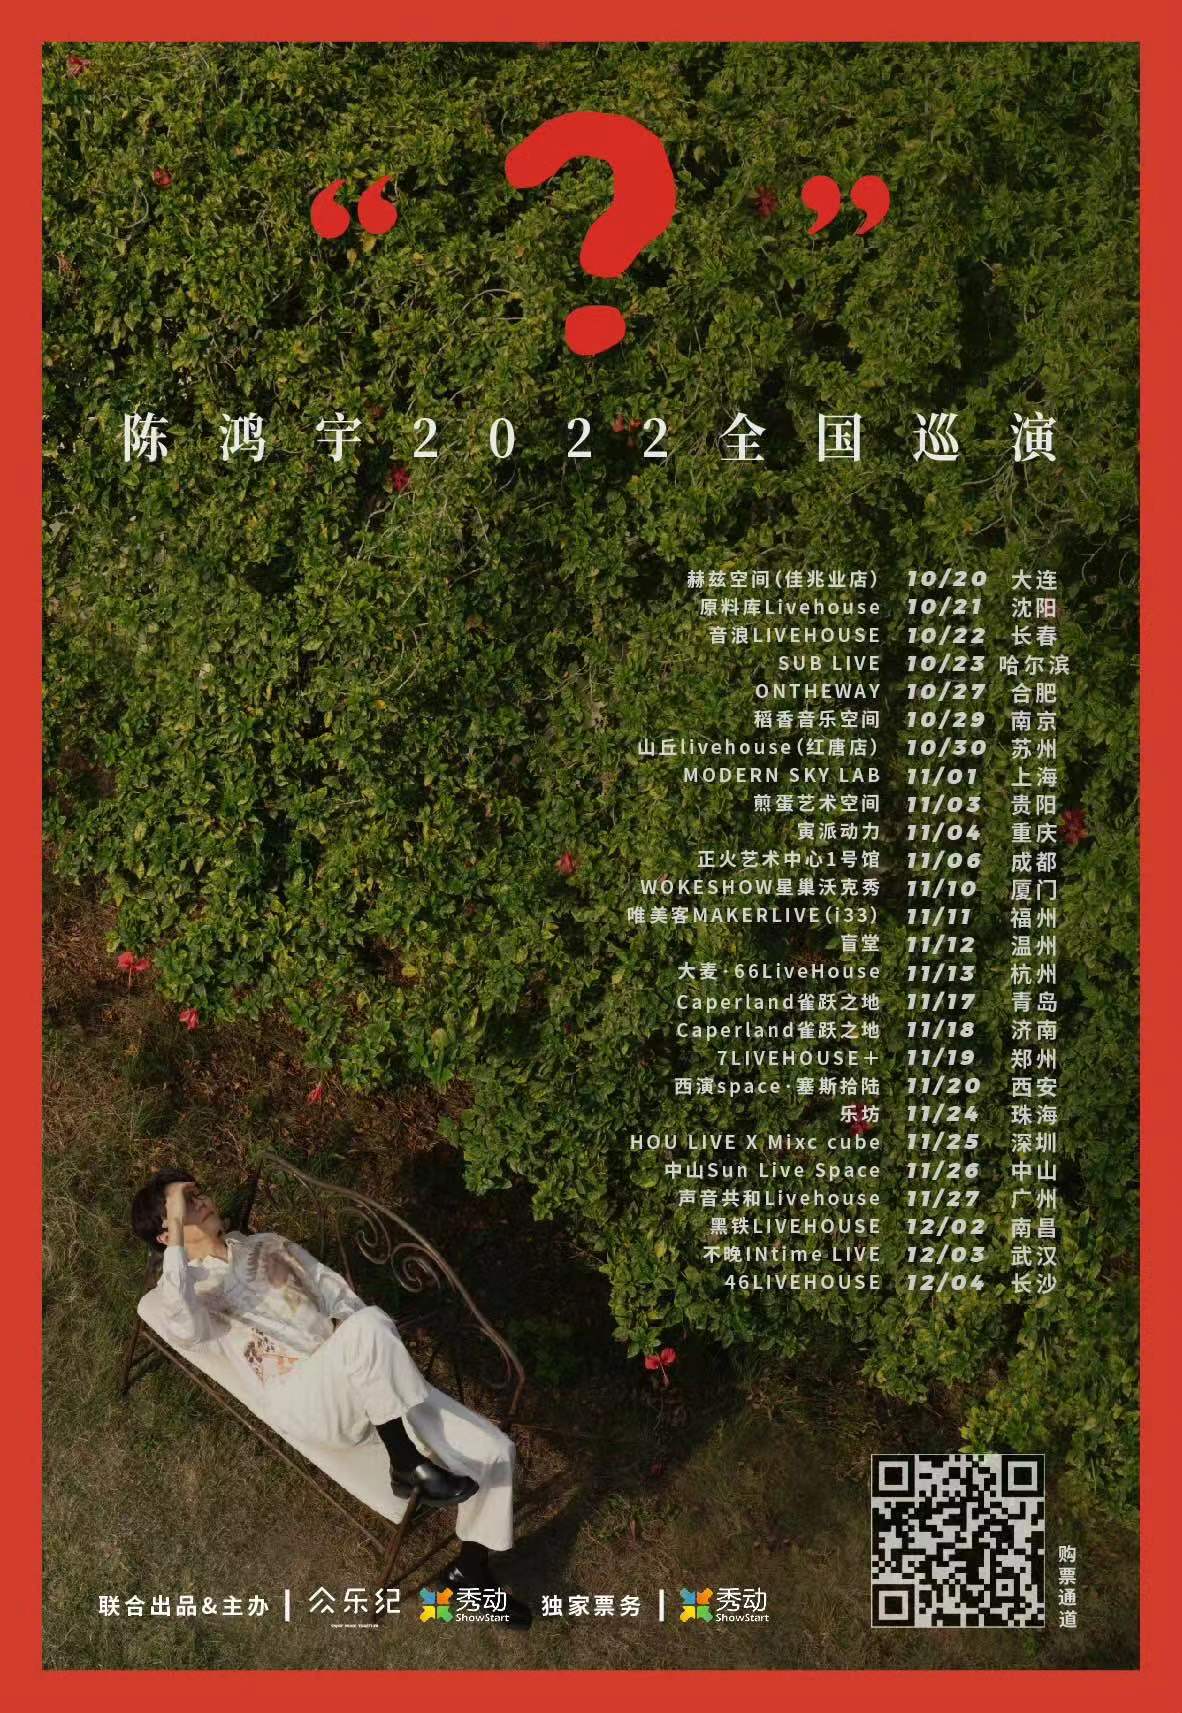 “？”
陈鸿宇2022全国巡演
赫兹空间(佳兆业店) 10/20 大连
原料库Livehouse 10/21 沈阳
音浪LIVEHOUSE 10/22 长春
SUB LIVE 10/23 哈尔滨
ONTHEWAY 10/27 合肥
稻香音乐空间 10/29 南京
山丘livehouse(红唐店) 10/30 苏州
MODERN SKY LAB 11/01 上海
煎蛋艺术空间 11/03 贵阳
寅派动力 11/04 重庆
正火艺术中心1号馆 11/06 成都
WOKESHOW星巢沃克秀 11/10 厦门
唯美客MAKERLIVE(i33) 11/11 福州
盲堂 11/12 温州
大麦·66LiveHouse 11/13 杭州
Caperland雀跃之地 11/17 青岛
Caperland雀跃之地 11/18 济南
7LIVEHOUSE＋ 11/19 郑州
西演space·塞斯拾陆 11/20 西安
乐坊 11/24 珠海
HOU LIVE X Mixc cube 11/25 深圳
中山Sun Live Space 11/26 中山
声音共和Livehouse 11/27 广州
黑铁LIVEHOUSE 12/02 南昌
不晚INtime LIVE 12/03 武汉
46LIVEHOUSE 12/04 长沙
购票通道
联合出品&主办 | 众乐纪 秀动 ShowStart 独家票务 | 秀动 ShowStart